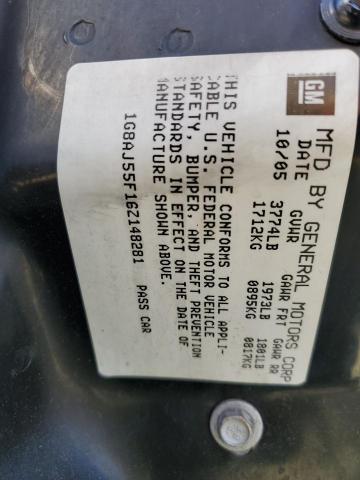 GM
MFD BY GENERAL MOTORS CORP
DATE GVWR GAWR FRT GAWR RR
10/05 3774LB 1973LB 1801LB
1712KG 0895KG 0817KG
THIS VEHICLE CONFORMS TO ALL APPLI-
CABLE U.S. FEDERAL MOTOR VEHICLE
SAFETY, BUMPER, AND THEFT PREVENTION
STANDARDS IN EFFECT ON THE DATE OF
MANUFACTURE SHOWN ABOVE.
1G8AJ55F16Z148281 PASS CAR